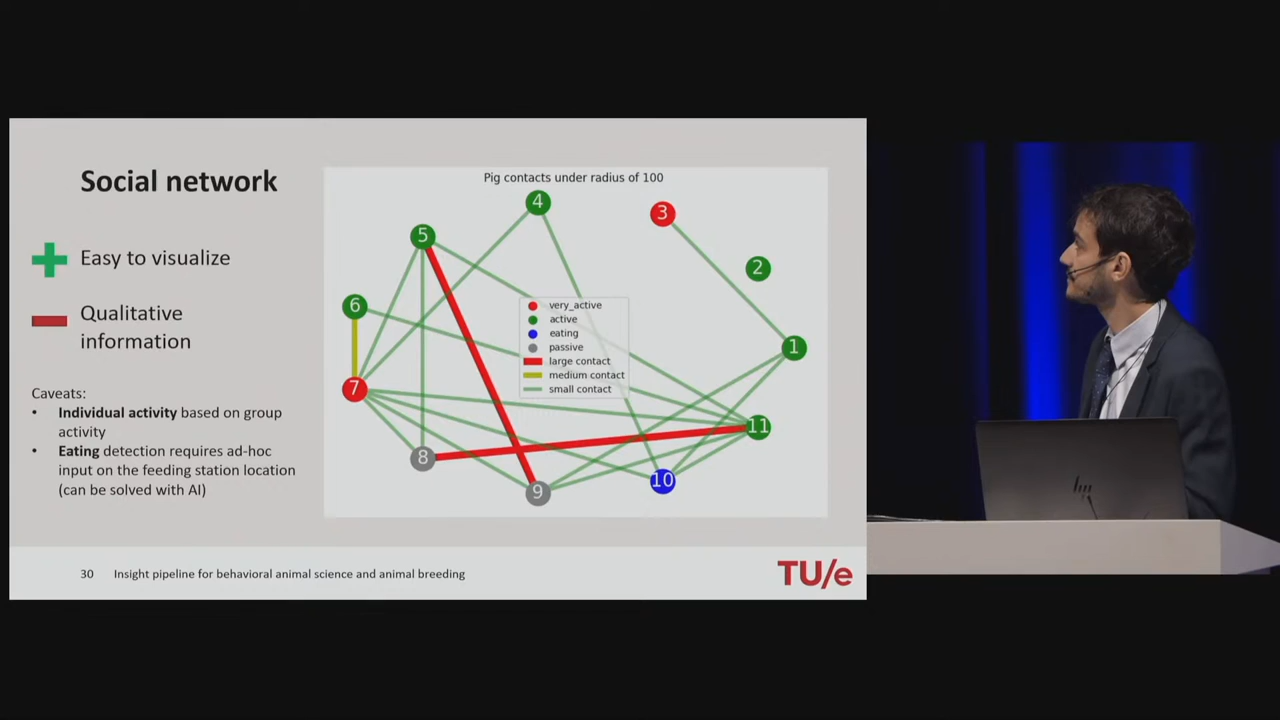 Social network
Easy to visualize
Qualitative
information
Caveats:
• Individual activity based on group
activity
• Eating detection requires ad-hoc
input on the feeding station location
(can be solved with AI)
Pig contacts under radius of 100
4
3
5
2
6
1
7
11
8
10
9
very_active
active
eating
passive
large contact
medium contact
small contact
30 Insight pipeline for behavioral animal science and animal breeding
TU/e
hp